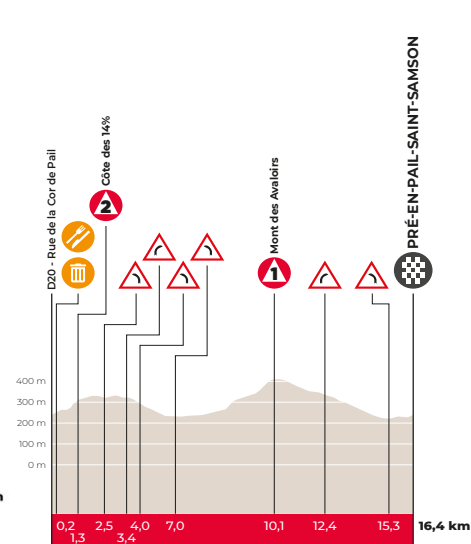 D20 - Rue de la Cor de Pail
Côte des 14%
2
Mont des Avaloirs
1
PRÉ-EN-PAIL-SAINT-SAMSON
400 m
300 m
200 m
100 m
0 m
0,2
1,3
2,5
3,4
4,0
7,0
10,1
12,4
15,3
16,4 km